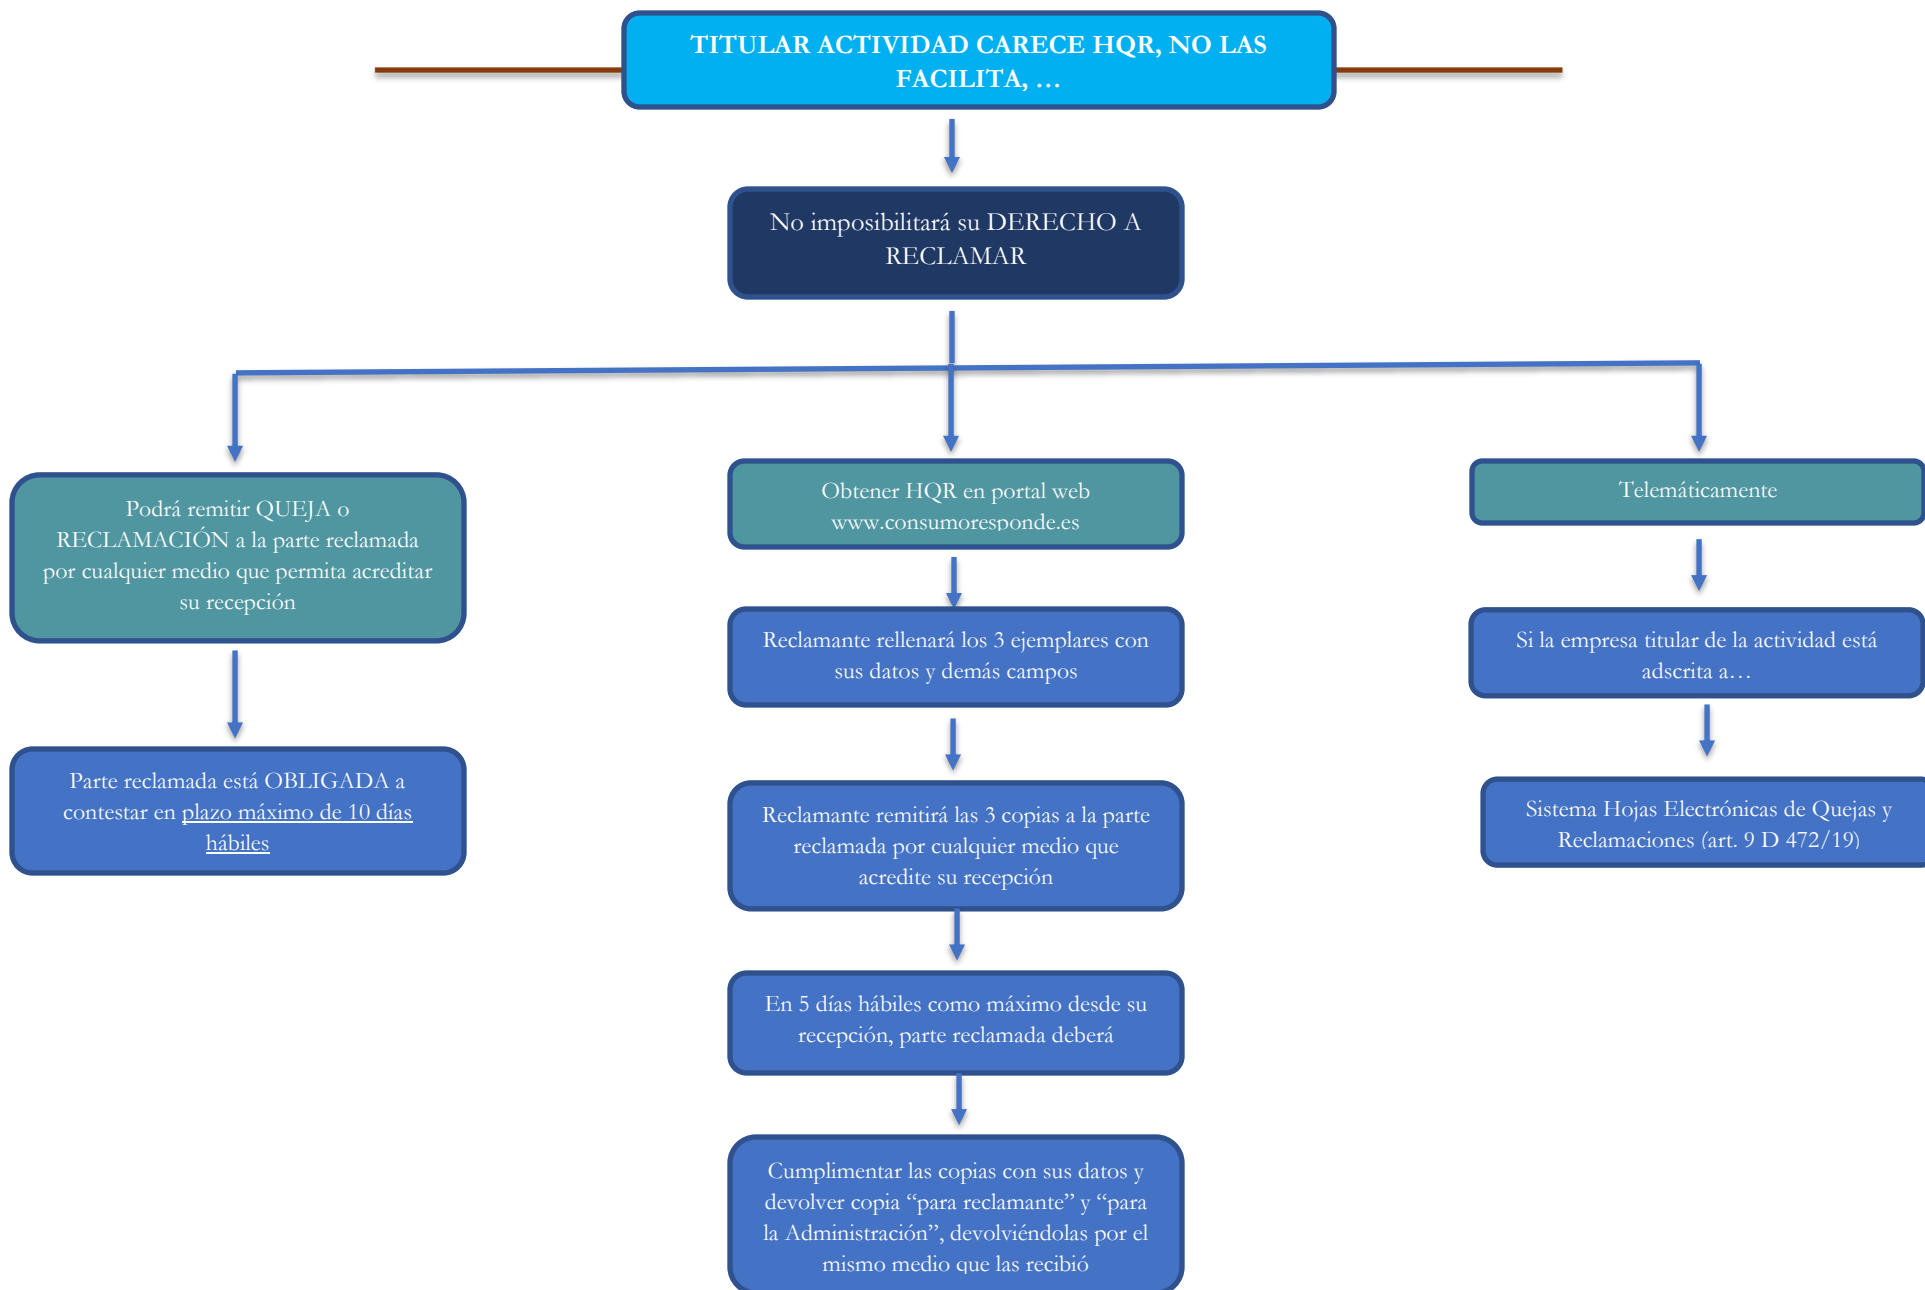 TITULAR ACTIVIDAD CARECE HQR, NO LAS
FACILITA, …
No imposibilitará su DERECHO A
RECLAMAR
Podrá remitir QUEJA o
RECLAMACIÓN a la parte reclamada
por cualquier medio que permita acreditar
su recepción
Parte reclamada está OBLIGADA a
contestar en plazo máximo de 10 días
hábiles
Obtener HQR en portal web
www.consumoresponde.es
Reclamante rellenará los 3 ejemplares con
sus datos y demás campos
Reclamante remitirá las 3 copias a la parte
reclamada por cualquier medio que
acredite su recepción
En 5 días hábiles como máximo desde su
recepción, parte reclamada deberá
Cumplimentar las copias con sus datos y
devolver copia “para reclamante” y “para
la Administración”, devolviéndolas por el
mismo medio que las recibió
Telemáticamente
Si la empresa titular de la actividad está
adscrita a…
Sistema Hojas Electrónicas de Quejas y
Reclamaciones (art. 9 D 472/19)